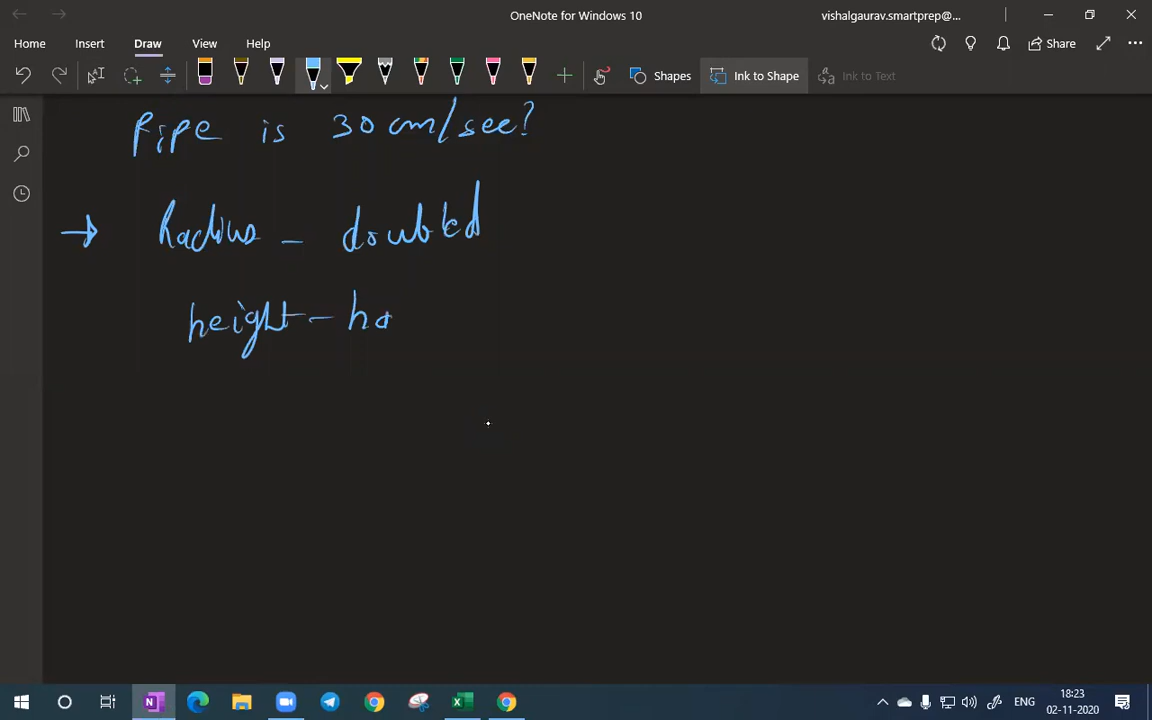 OneNote for Windows 10
vishalgaurav.smartprep@...
Home Insert Draw View Help
Share
Shapes Ink to Shape Ink to Text
Pipe is 30 cm/sec?
→ Radius - doubled
height - ha
ENG
18:23
02-11-2020